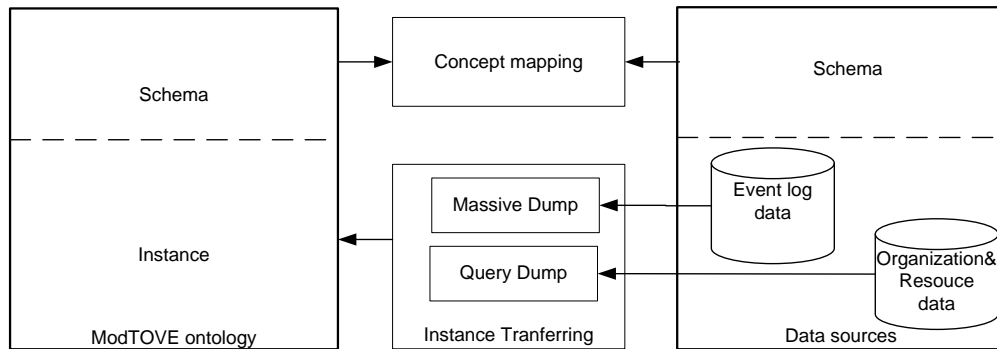 Schema
Instance
ModTOVE ontology
Concept mapping
Massive Dump
Query Dump
Instance Tranferring
Schema
Event log
data
Organization&
Resouce
data
Data sources